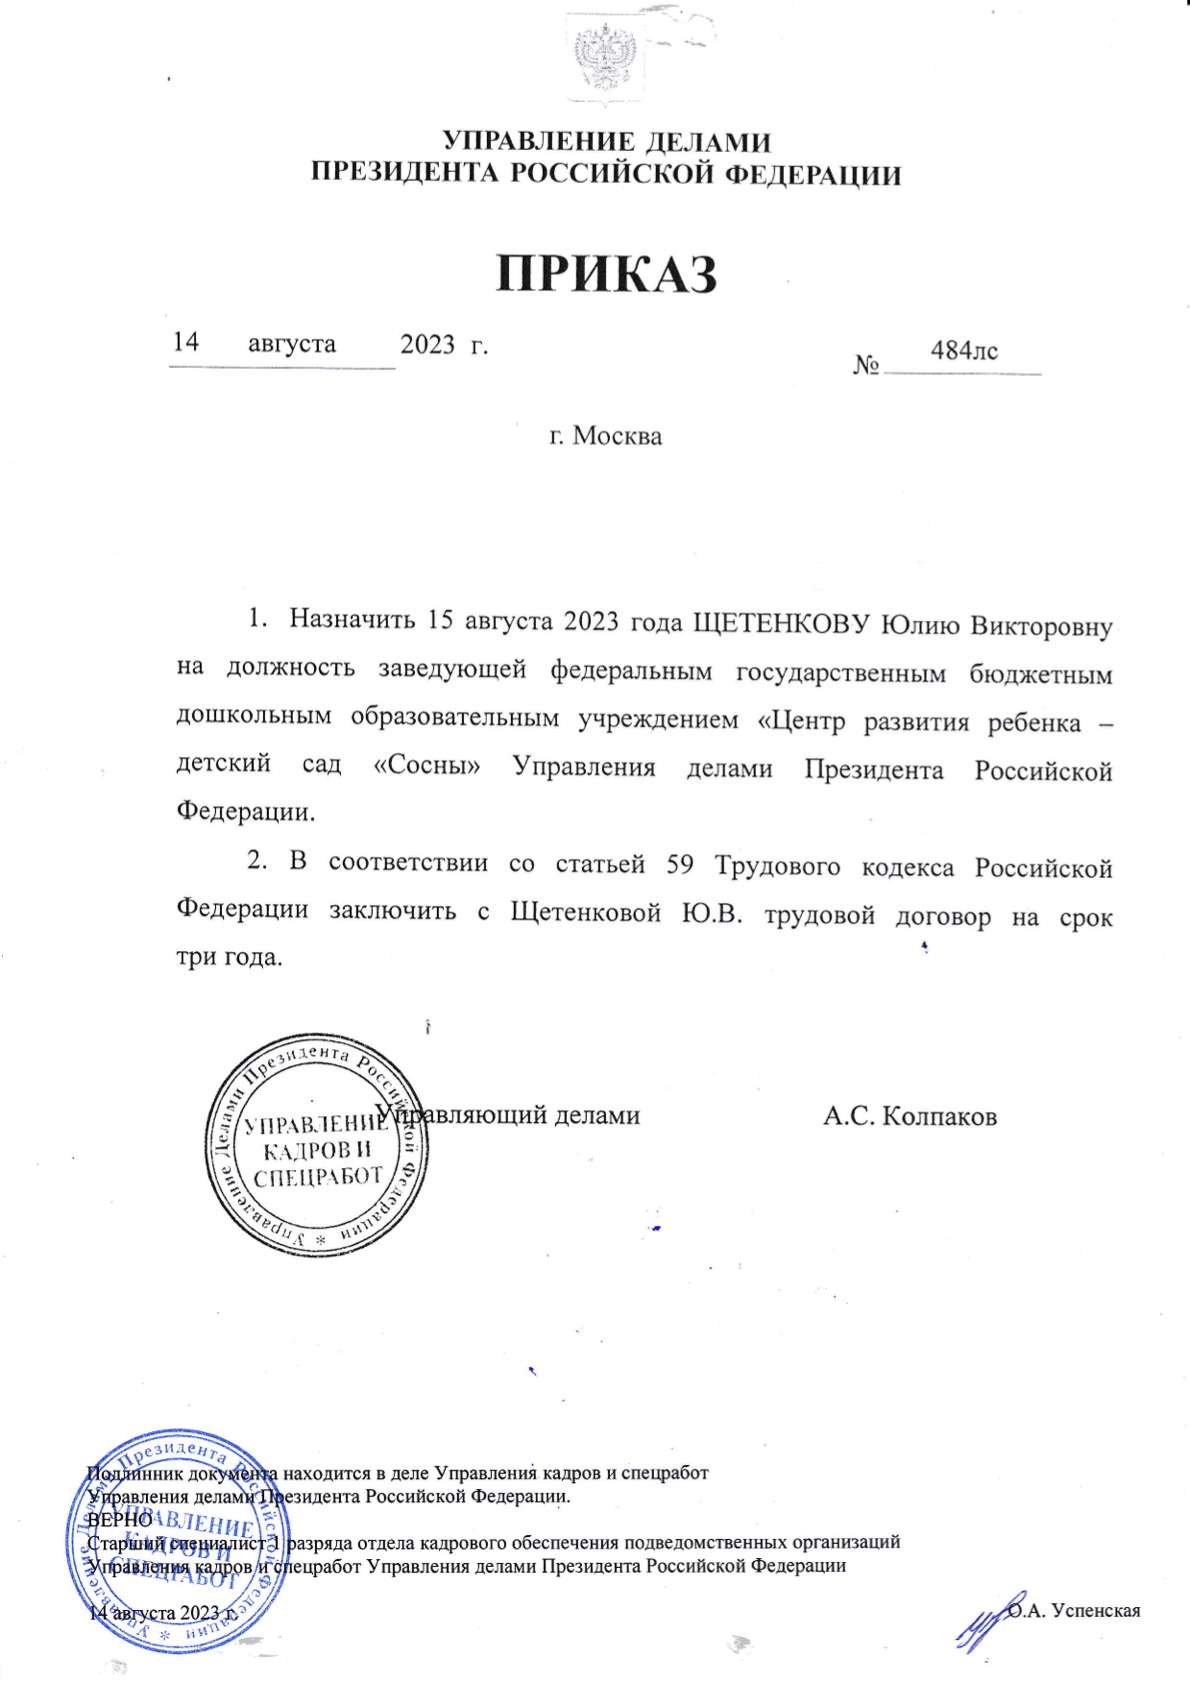 УПРАВЛЕНИЕ ДЕЛАМИ
ПРЕЗИДЕНТА РОССИЙСКОЙ ФЕДЕРАЦИИ
ПРИКАЗ
14 августа 2023 г.
№ 484лс
г. Москва
1. Назначить 15 августа 2023 года ЩЕТЕНКОВУ Юлию Викторовну
на должность заведующей федеральным государственным бюджетным
дошкольным образовательным учреждением «Центр развития ребенка –
детский сад «Сосны» Управления делами Президента Российской
Федерации.
2. В соответствии со статьей 59 Трудового кодекса Российской
Федерации заключить с Щетенковой Ю.В. трудовой договор на срок
три года.
Управление Делами Президента Российской Федерации *
УПРАВЛЕНИЕ
КАДРОВ И
СПЕЦРАБОТ
Управляющий делами А.С. Колпаков
Подлинник документа находится в деле Управления кадров и спецработ
Управления делами Президента Российской Федерации.
ВЕРНО
Старший специалист 1 разряда отдела кадрового обеспечения подведомственных организаций
Управления кадров и спецработ Управления делами Президента Российской Федерации
14 августа 2023 г.
О.А. Успенская
Управление Делами Президента Российской Федерации *
УПРАВЛЕНИЕ
КАДРОВ И
СПЕЦРАБОТ